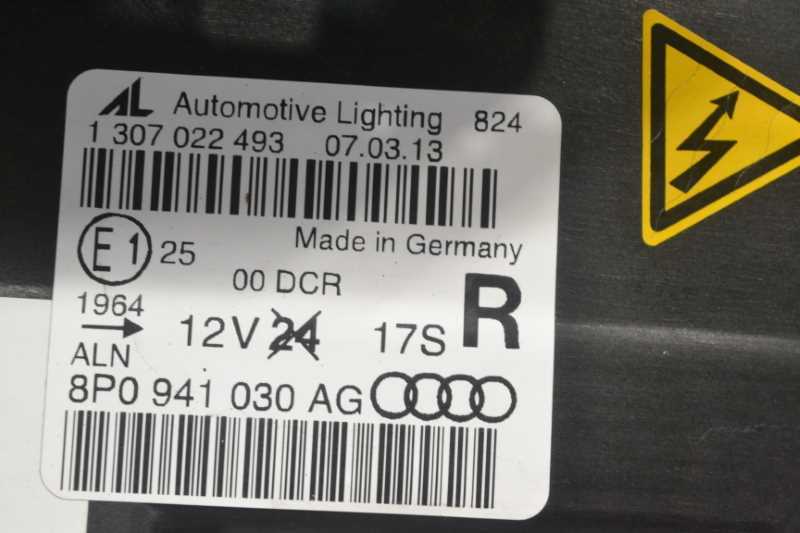 AL Automotive Lighting 824
1 307 022 493 07.03.13
Made in Germany
E1 25
00 DCR
1964
12V 24 17S R
ALN
8P0 941 030 AG